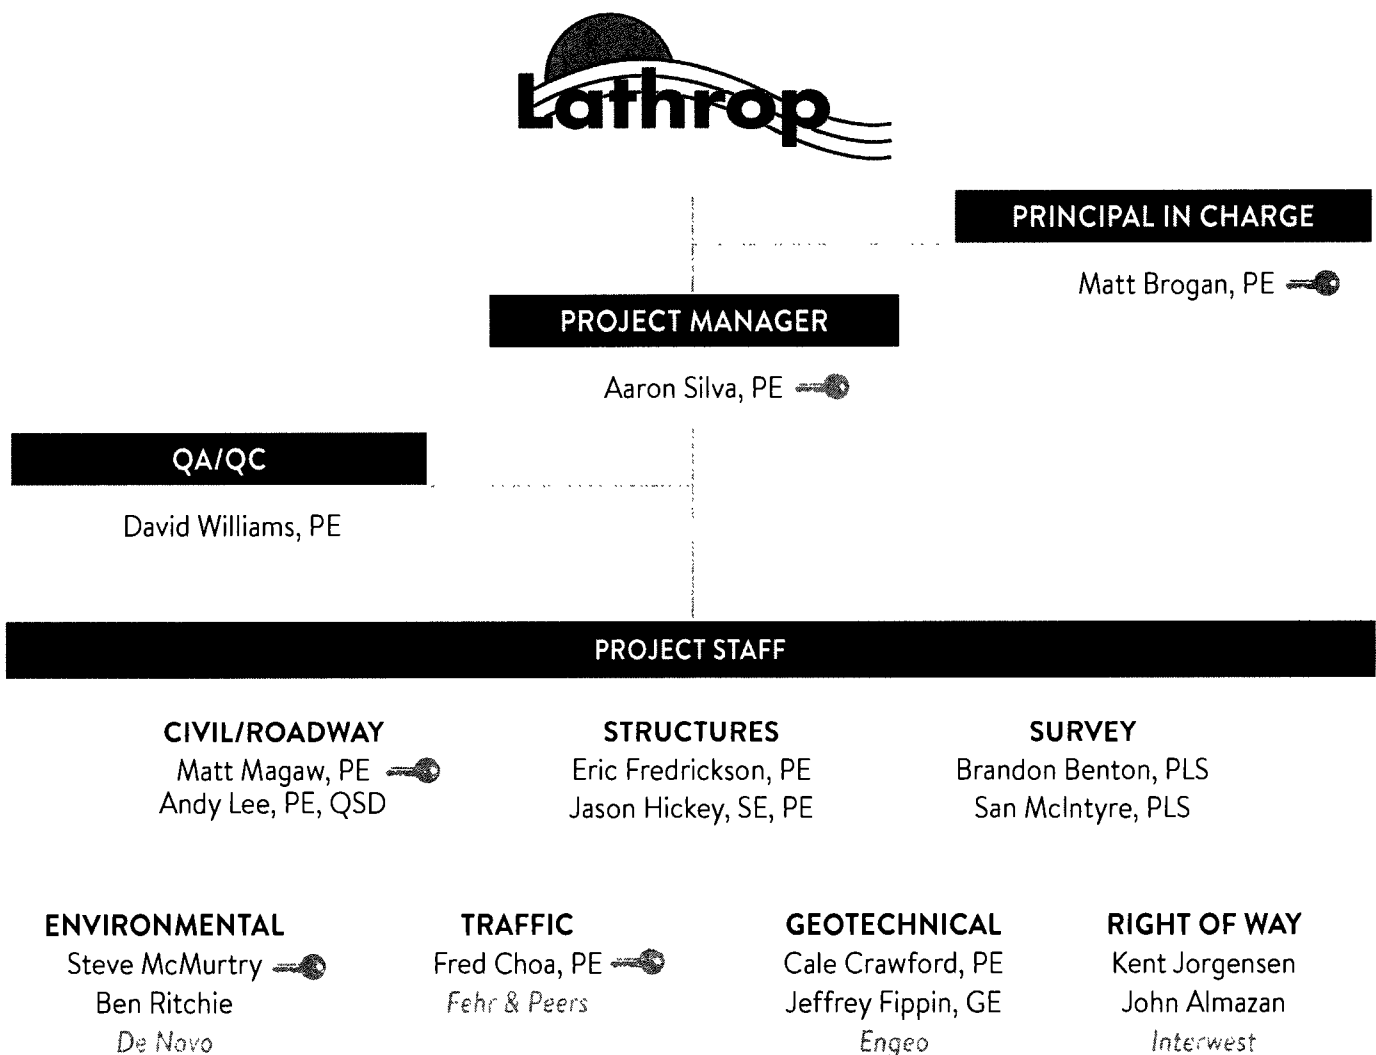 Lathrop
PRINCIPAL IN CHARGE
Matt Brogan, PE
PROJECT MANAGER
Aaron Silva, PE
QA/QC
David Williams, PE
PROJECT STAFF
CIVIL/ROADWAY
Matt Magaw, PE
Andy Lee, PE, QSD
STRUCTURES
Eric Fredrickson, PE
Jason Hickey, SE, PE
SURVEY
Brandon Benton, PLS
San McIntyre, PLS
ENVIRONMENTAL
Steve McMurtry
Ben Ritchie
De Novo
TRAFFIC
Fred Choa, PE
Fehr & Peers
GEOTECHNICAL
Cale Crawford, PE
Jeffrey Fippin, GE
Engeo
RIGHT OF WAY
Kent Jorgensen
John Almazan
Interwest